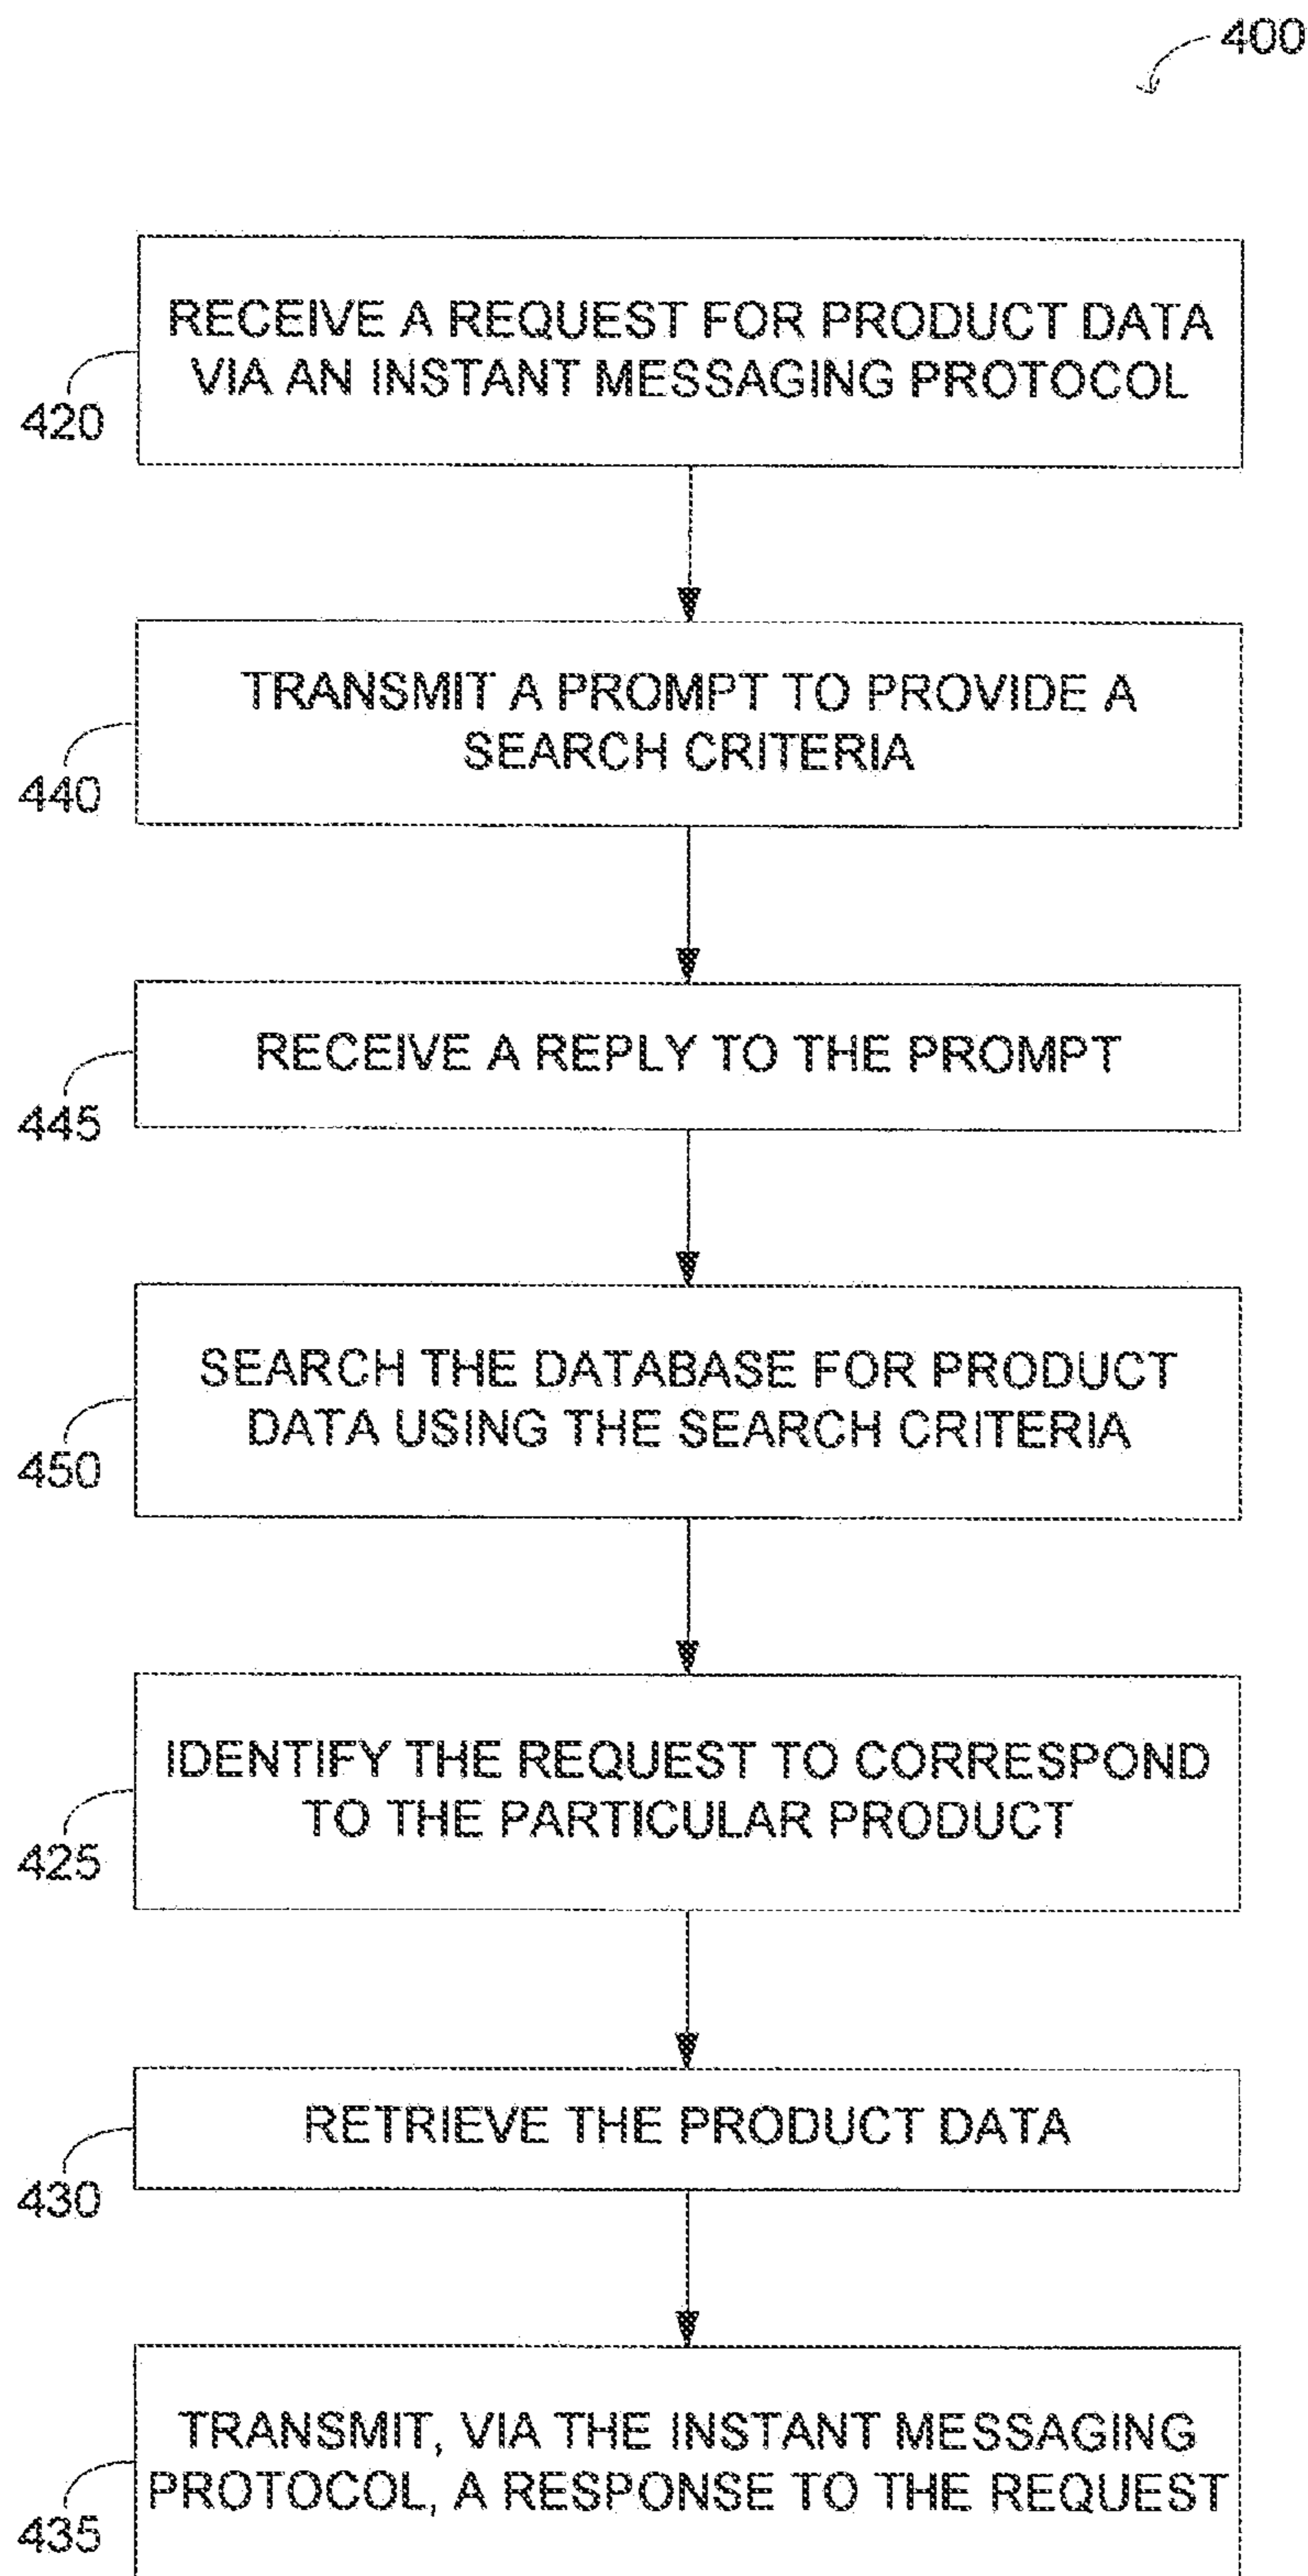 400
RECEIVE A REQUEST FOR PRODUCT DATA
VIA AN INSTANT MESSAGING PROTOCOL
420
TRANSMIT A PROMPT TO PROVIDE A
SEARCH CRITERIA
440
RECEIVE A REPLY TO THE PROMPT
445
SEARCH THE DATABASE FOR PRODUCT
DATA USING THE SEARCH CRITERIA
450
IDENTIFY THE REQUEST TO CORRESPOND
TO THE PARTICULAR PRODUCT
425
RETRIEVE THE PRODUCT DATA
430
TRANSMIT, VIA THE INSTANT MESSAGING
PROTOCOL, A RESPONSE TO THE REQUEST
435